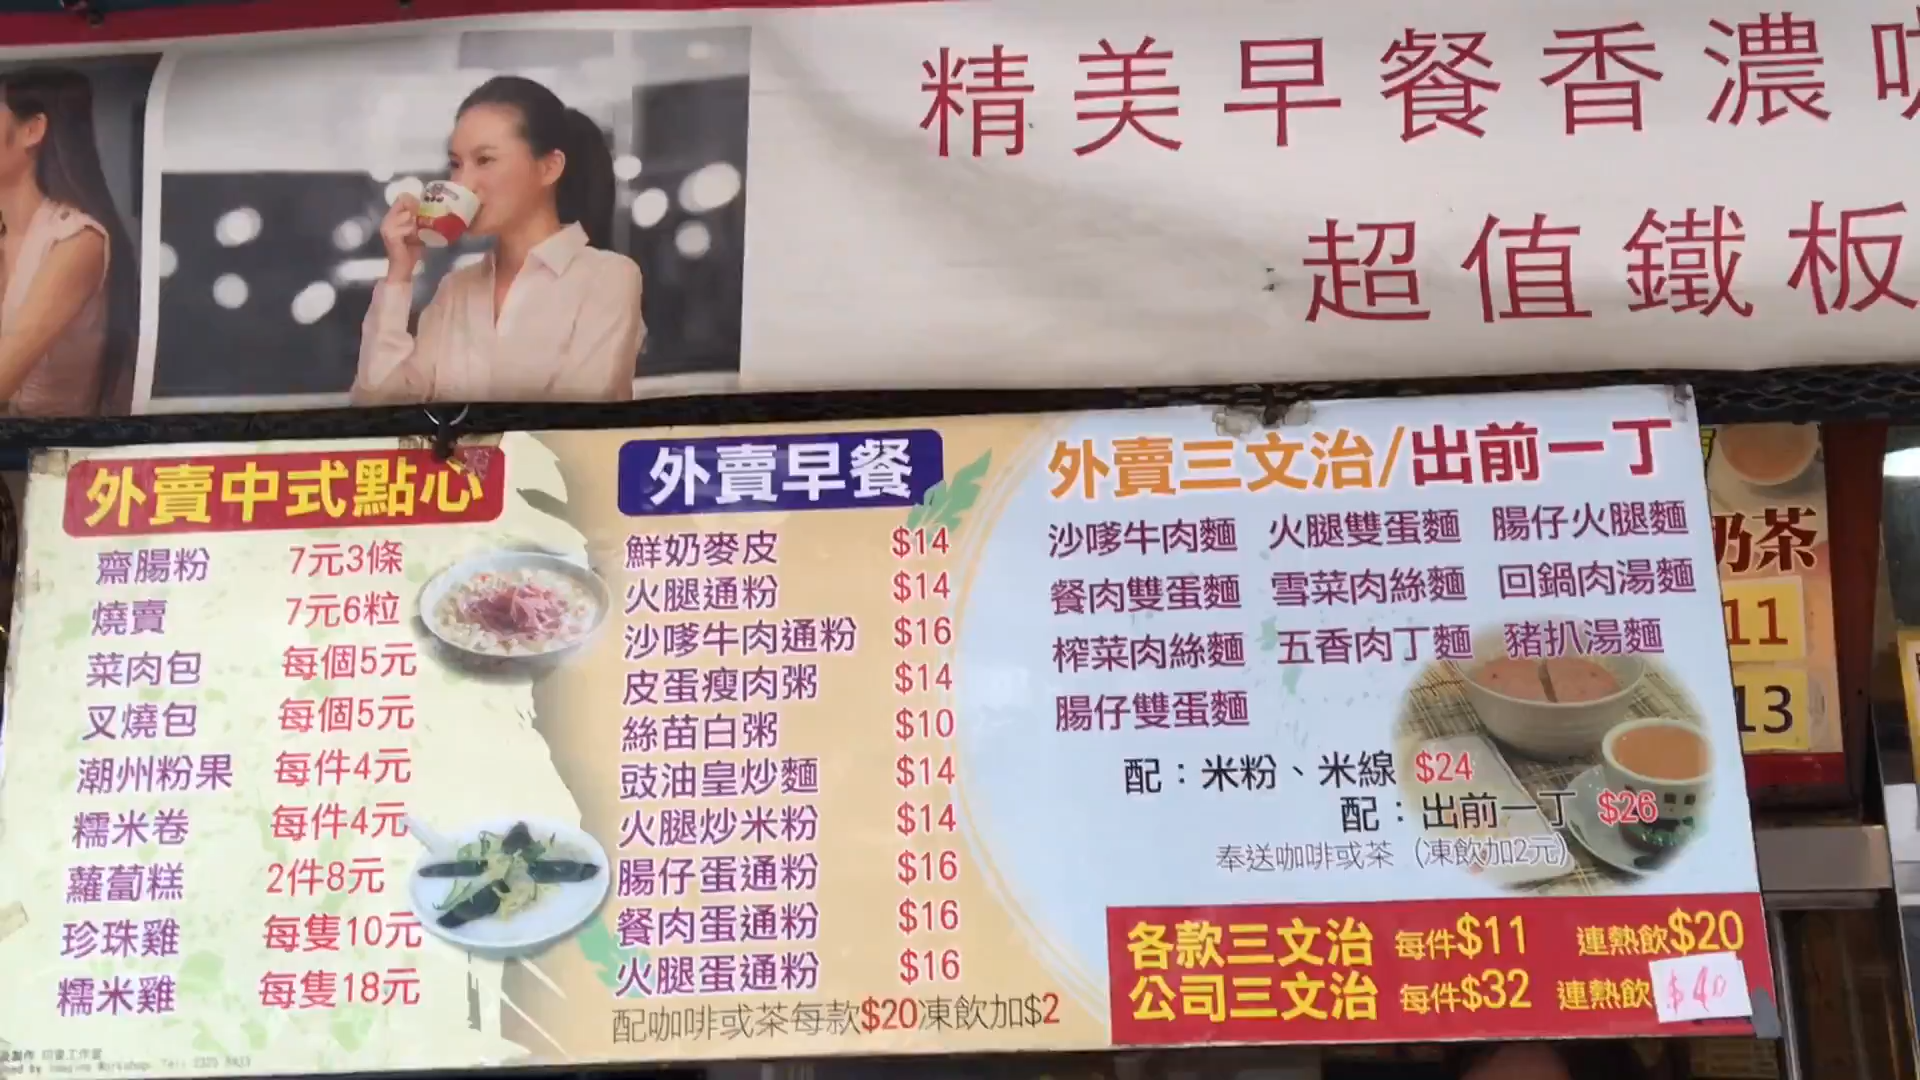 精美早餐香濃
超值鐵板
外賣中式點心
齋腸粉 7元3條
燒賣 7元6粒
菜肉包 每個5元
叉燒包 每個5元
潮州粉果 每件4元
糯米卷 每件4元
蘿蔔糕 2件8元
珍珠雞 每隻10元
糯米雞 每隻18元
外賣早餐
鮮奶麥皮 $14
火腿通粉 $14
沙嗲牛肉通粉 $16
皮蛋瘦肉粥 $14
絲苗白粥 $10
豉油皇炒麵 $14
火腿炒米粉 $14
腸仔蛋通粉 $16
餐肉蛋通粉 $16
火腿蛋通粉 $16
配咖啡或茶每款$20凍飲加$2
外賣三文治/出前一丁
沙嗲牛肉麵 火腿雙蛋麵 腸仔火腿麵
餐肉雙蛋麵 雪菜肉絲麵 回鍋肉湯麵
榨菜肉絲麵 五香肉丁麵 豬扒湯麵
腸仔雙蛋麵
配：米粉、米線 $24
配：出前一丁 $26
奉送咖啡或茶 (凍飲加2元)
各款三文治 每件$11 連熱飲$20
公司三文治 每件$32 連熱飲 $40
奶茶
11
13